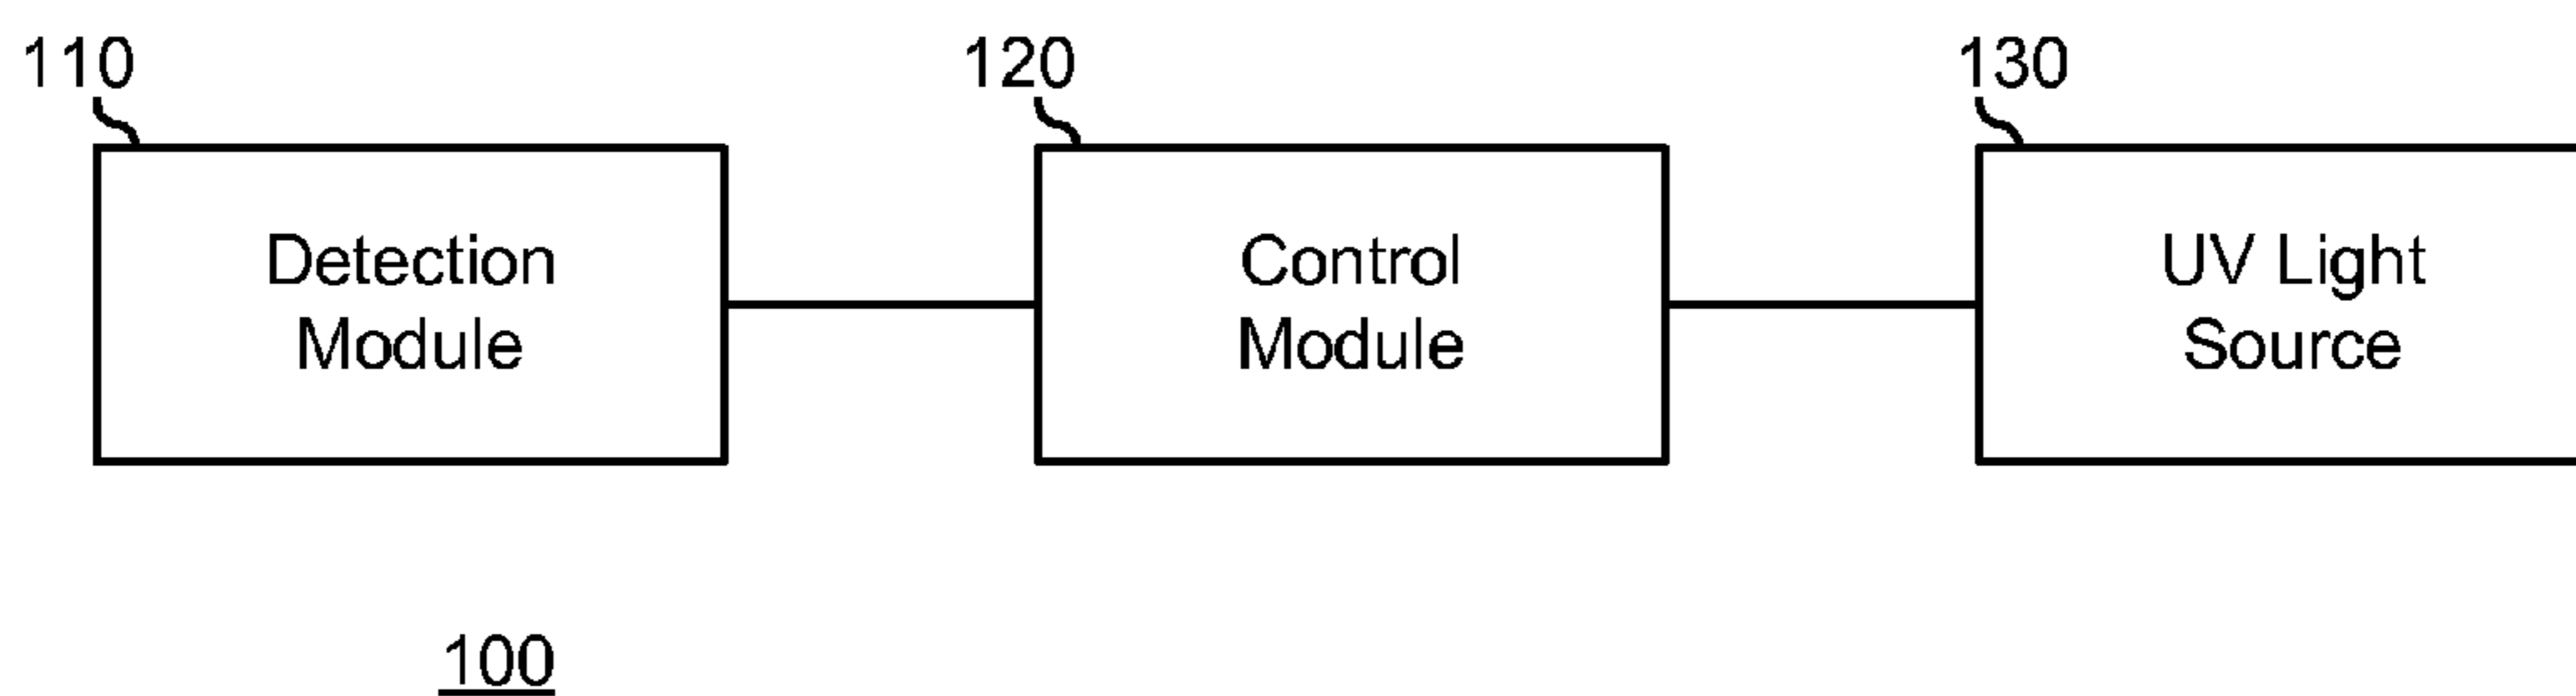 110
120
130
Detection
Module
Control
Module
UV Light
Source
100